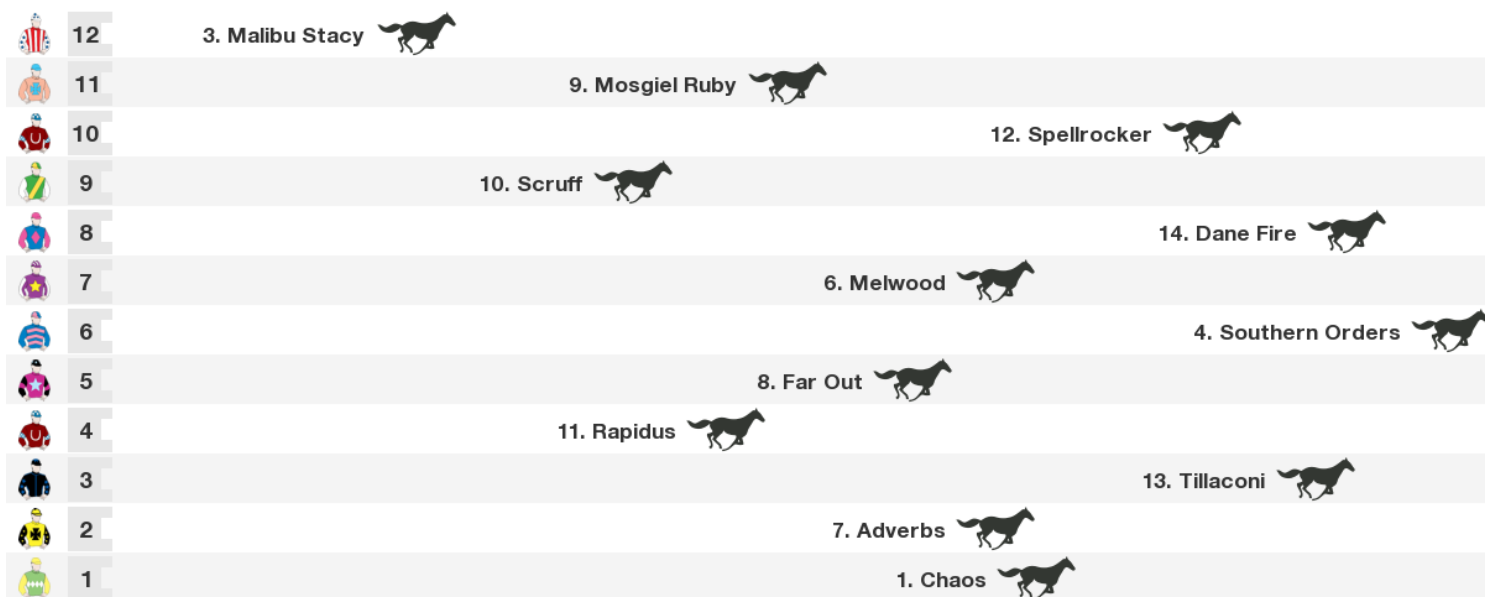 12 3. Malibu Stacy
11 9. Mosgiel Ruby
10 12. Spellrocker
9 10. Scruff
8 14. Dane Fire
7 6. Melwood
6 4. Southern Orders
5 8. Far Out
4 11. Rapidus
3 13. Tillaconi
2 7. Adverbs
1 1. Chaos